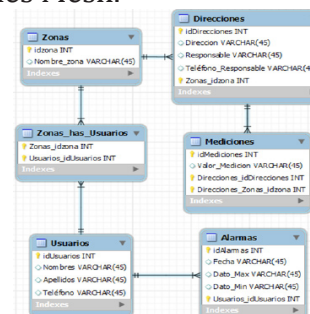 Mesh.
Zonas
idzona INT
Nombre_zona VARCHAR(45)
Indexes
Direcciones
idDirecciones INT
Direccion VARCHAR(45)
Responsable VARCHAR(45)
Teléfono_Responsable VARCHAR(4
Zonas_idzona INT
Indexes
Zonas_has_Usuarios
Zonas_idzona INT
Usuarios_idUsuarios INT
Indexes
Mediciones
idMediciones INT
Valor_Medicion VARCHAR(45)
Direcciones_idDirecciones INT
Direcciones_Zonas_idzona INT
Indexes
Usuarios
idUsuarios INT
Nombres VARCHAR(45)
Apellidos VARCHAR(45)
Teléfono VARCHAR(45)
Indexes
Alarmas
idAlarmas INT
Fecha VARCHAR(45)
Dato_Max VARCHAR(45)
Dato_Min VARCHAR(45)
Usuarios_idUsuarios INT
Indexes